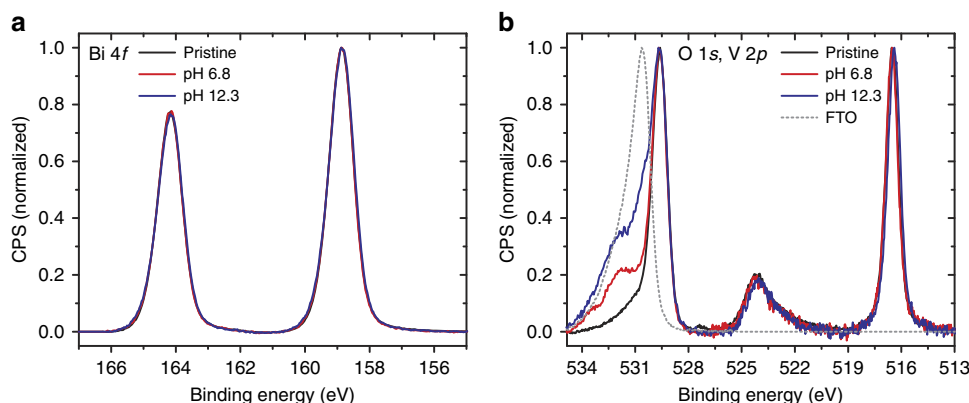 a
Bi 4f
Pristine
pH 6.8
pH 12.3
1.0
0.8
0.6
0.4
0.2
0.0
CPS (normalized)
166 164 162 160 158 156
Binding energy (eV)
b
O 1s, V 2p
Pristine
pH 6.8
pH 12.3
FTO
1.0
0.8
0.6
0.4
0.2
0.0
CPS (normalized)
534 531 528 525 522 519 516 513
Binding energy (eV)